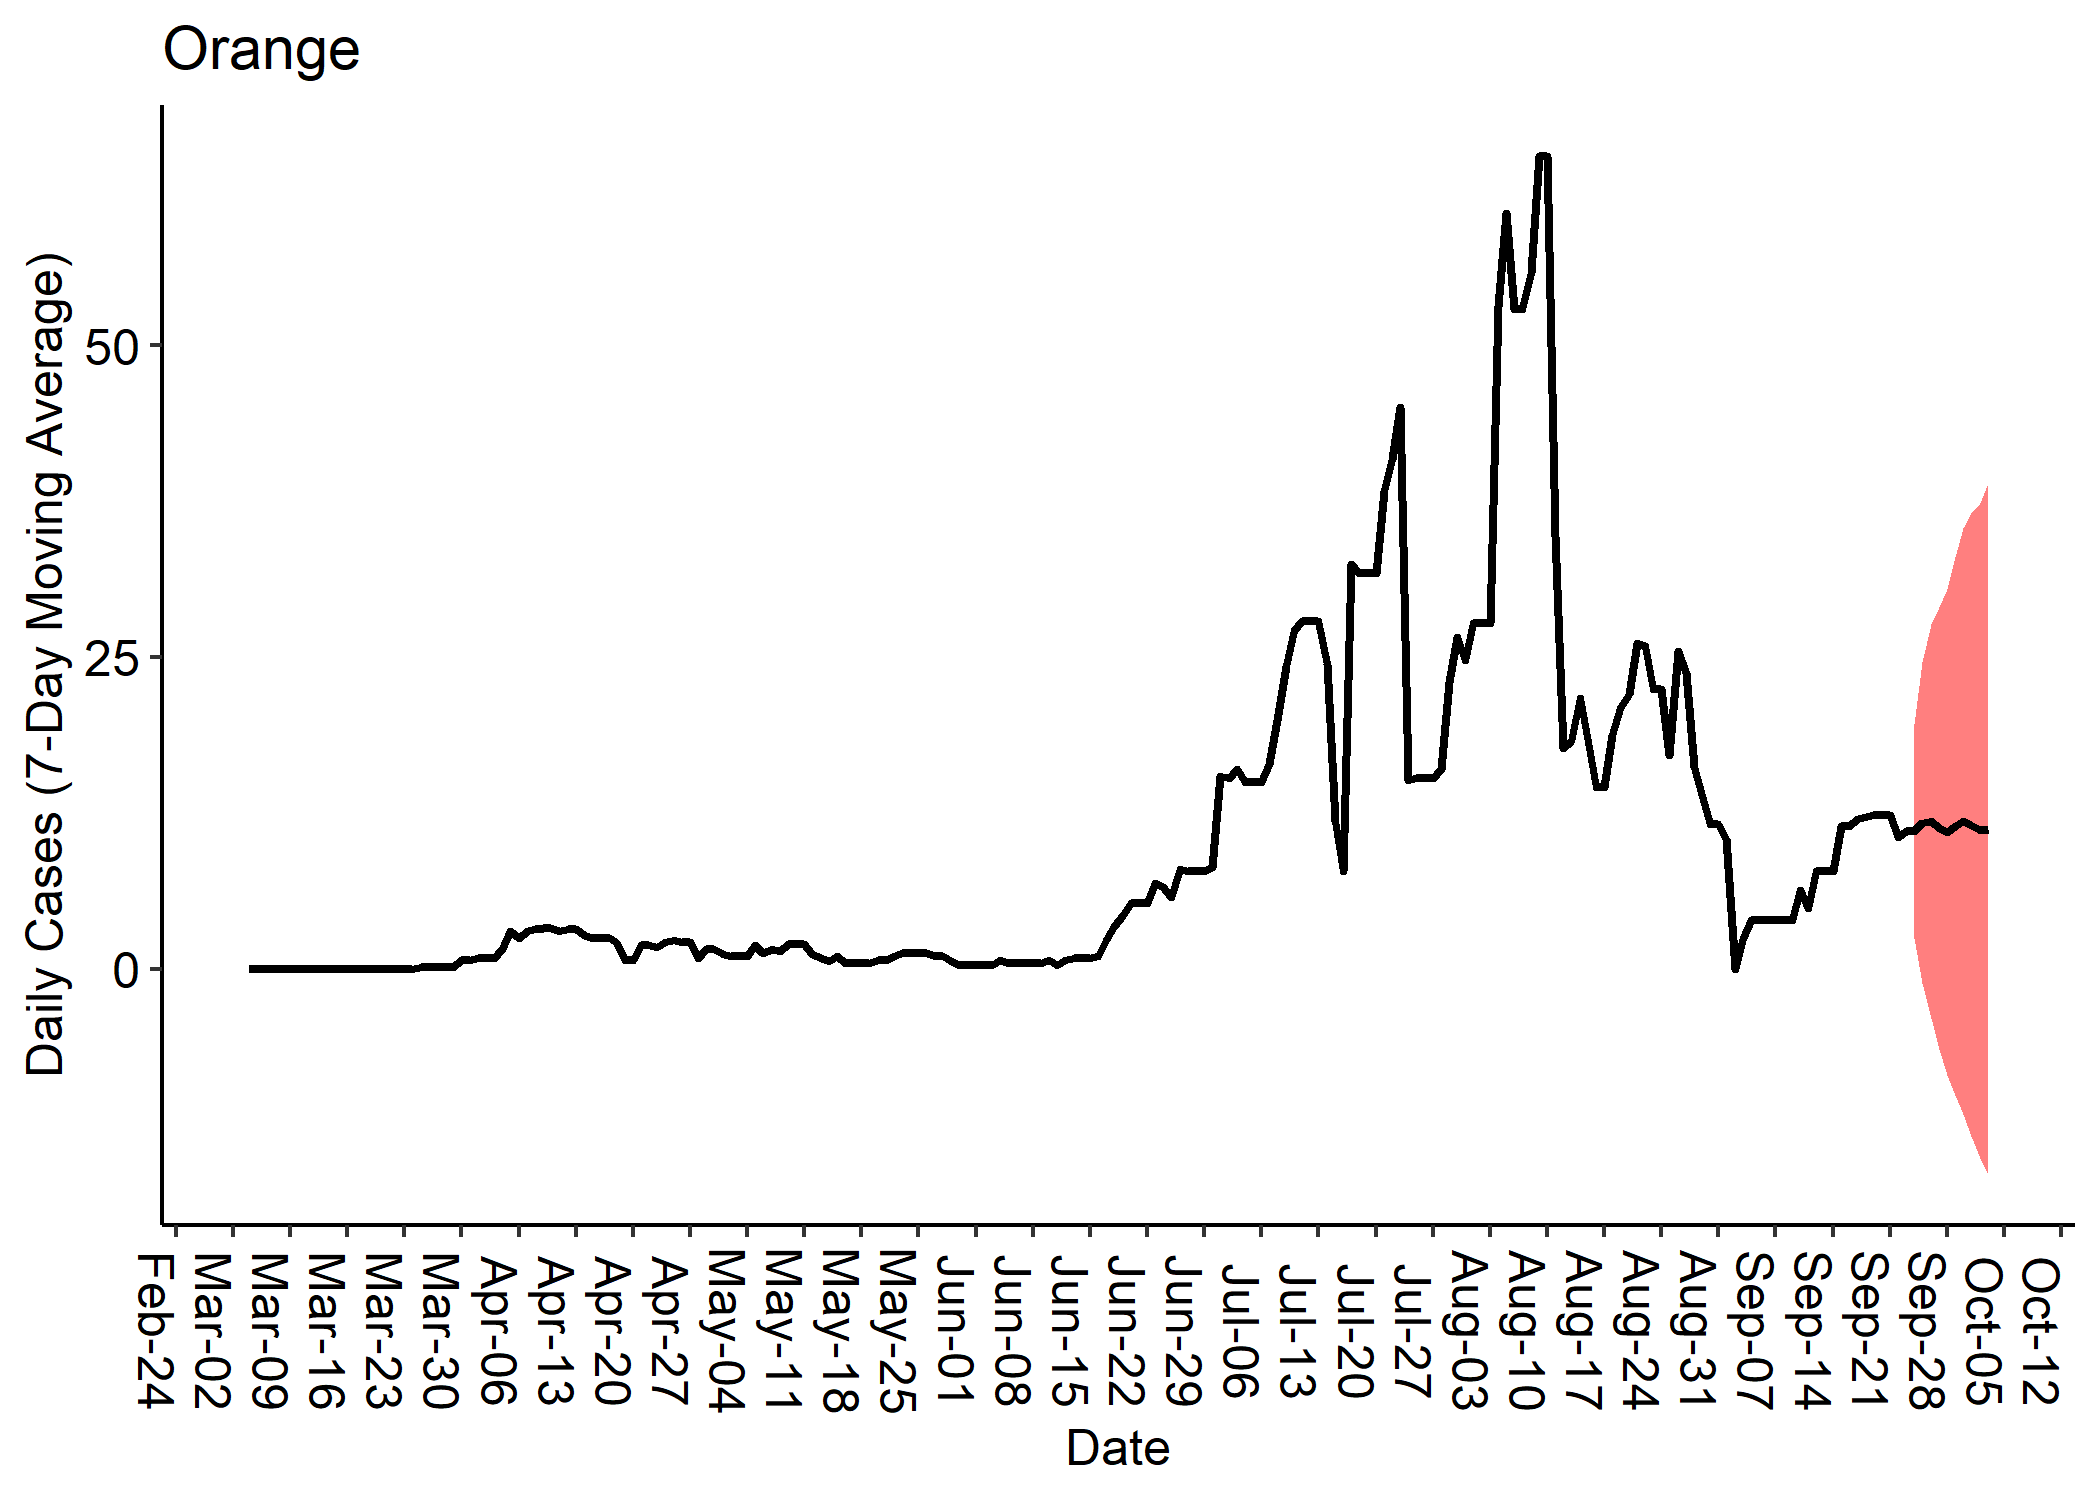 Orange
Daily Cases (7-Day Moving Average)
50
25
0
Feb-24
Mar-02
Mar-09
Mar-16
Mar-23
Mar-30
Apr-06
Apr-13
Apr-20
Apr-27
May-04
May-11
May-18
May-25
Jun-01
Jun-08
Jun-15
Jun-22
Jun-29
Jul-06
Jul-13
Jul-20
Jul-27
Aug-03
Aug-10
Aug-17
Aug-24
Aug-31
Sep-07
Sep-14
Sep-21
Sep-28
Oct-05
Oct-12
Date